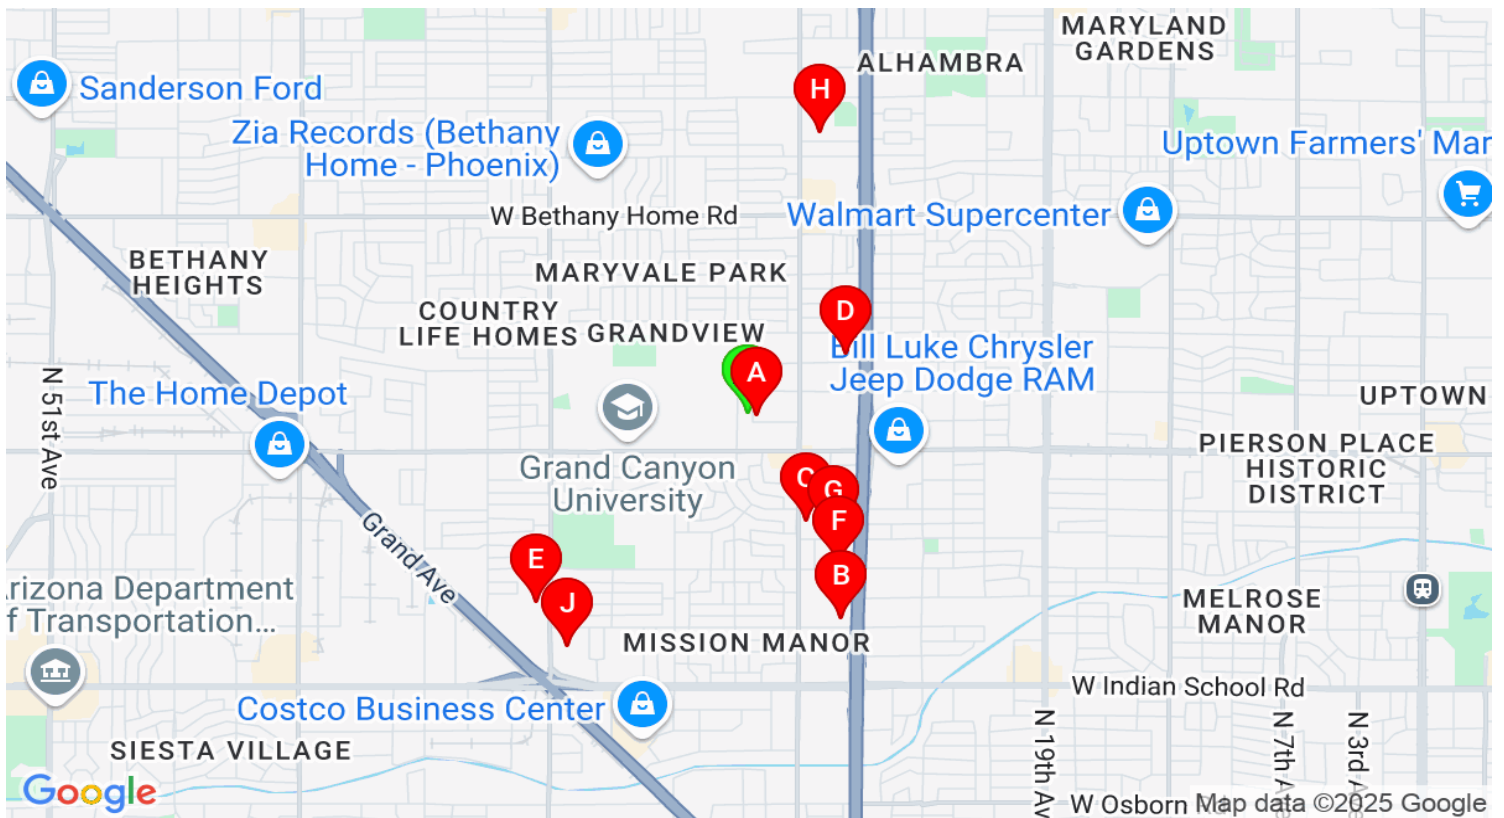 MARYLAND
GARDENS
ALHAMBRA
Sanderson Ford
H
Zia Records (Bethany
Home - Phoenix)
Uptown Farmers' Mar
W Bethany Home Rd
Walmart Supercenter
BETHANY
HEIGHTS
MARYVALE PARK
COUNTRY
LIFE HOMES
GRANDVIEW
D
Bill Luke Chrysler
Jeep Dodge RAM
A
N 51st Ave
The Home Depot
UPTOWN
PIERSON PLACE
HISTORIC
DISTRICT
Grand Canyon
University
C
G
F
Grand Ave
E
B
J
rizona Department
f Transportation...
MELROSE
MANOR
MISSION MANOR
W Indian School Rd
Costco Business Center
N 19th Av
N 7th Ave
N 3rd Ave
SIESTA VILLAGE
Google
W Osborn Rd
Map data ©2025 Google